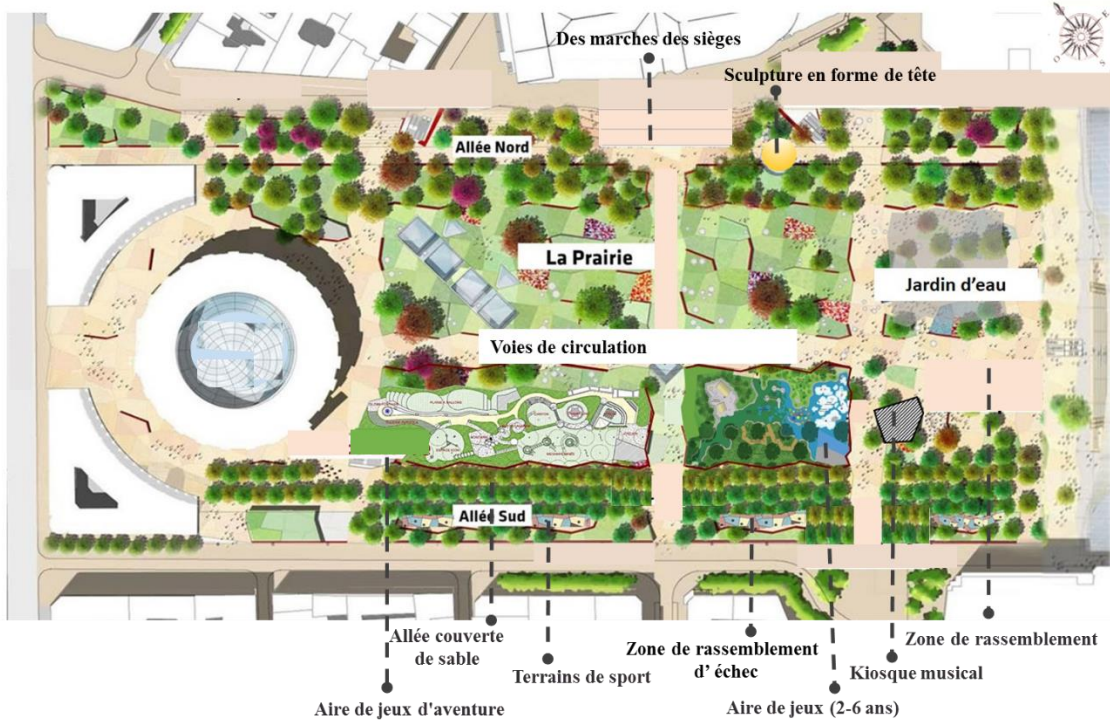 Des marches des sièges
Sculpture en forme de tête
E
O
S
Allée Nord
La Prairie
Jardin d'eau
Voies de circulation
Allée Sud
Allée couverte
de sable
Terrains de sport
Zone de rassemblement
d' échec
Zone de rassemblement
Kiosque musical
Aire de jeux d'aventure
Aire de jeux (2-6 ans)